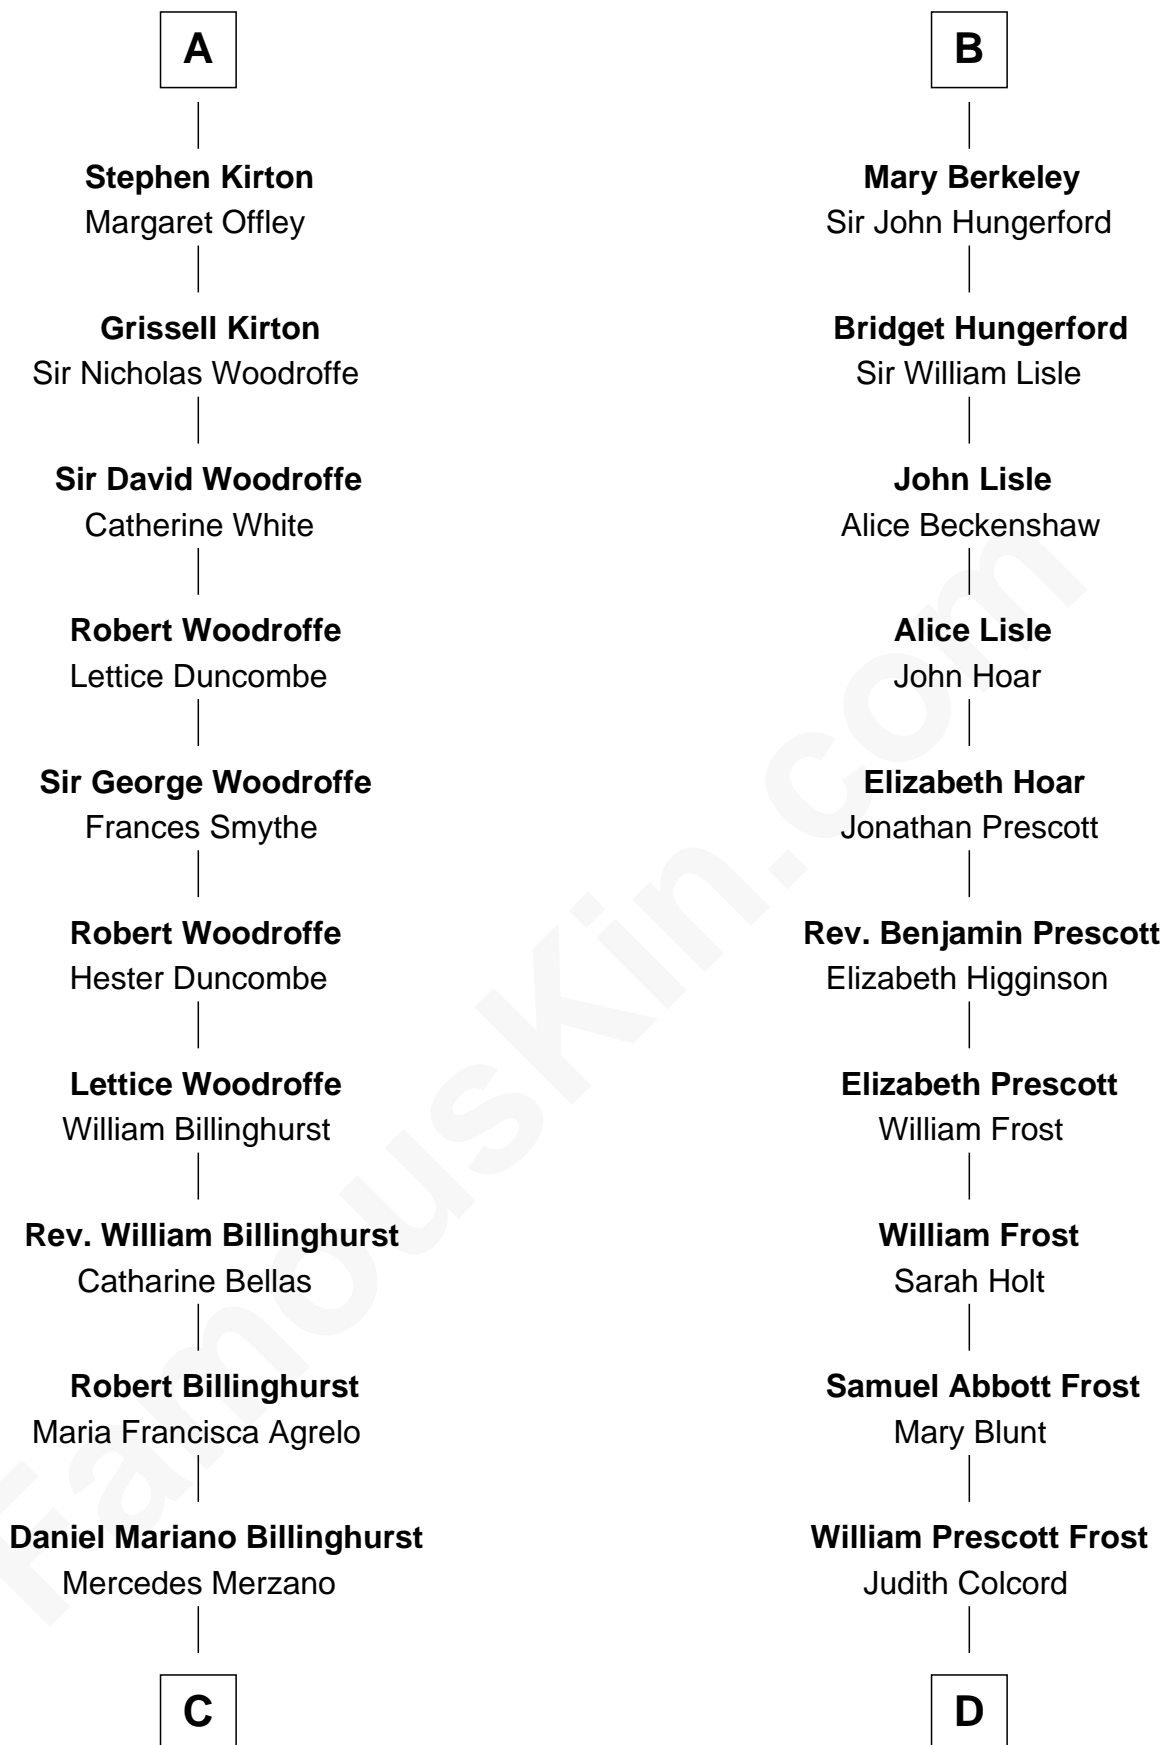 A
Stephen Kirton
Margaret Offley
Grissell Kirton
Sir Nicholas Woodroffe
Sir David Woodroffe
Catherine White
Robert Woodroffe
Lettice Duncombe
Sir George Woodroffe
Frances Smythe
Robert Woodroffe
Hester Duncombe
Lettice Woodroffe
William Billinghurst
Rev. William Billinghurst
Catharine Bellas
Robert Billinghurst
Maria Francisca Agrelo
Daniel Mariano Billinghurst
Mercedes Merzano
C
B
Mary Berkeley
Sir John Hungerford
Bridget Hungerford
Sir William Lisle
John Lisle
Alice Beckenshaw
Alice Lisle
John Hoar
Elizabeth Hoar
Jonathan Prescott
Rev. Benjamin Prescott
Elizabeth Higginson
Elizabeth Prescott
William Frost
William Frost
Sarah Holt
Samuel Abbott Frost
Mary Blunt
William Prescott Frost
Judith Colcord
D
FamousKin.com